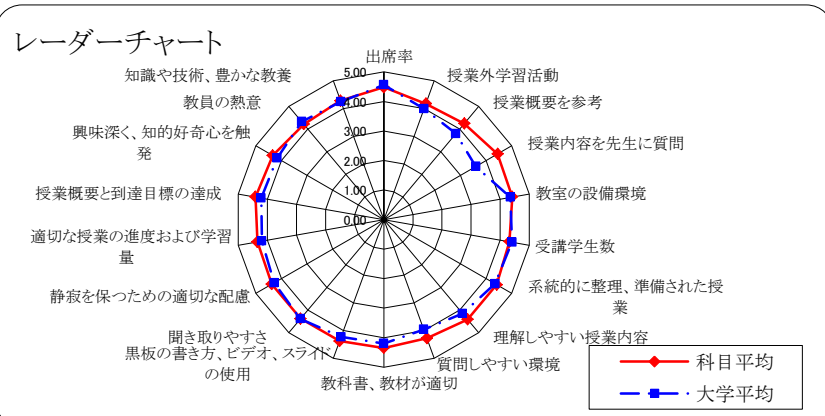 レーダーチャート
出席率
授業外学習活動
授業概要を参考
授業内容を先生に質問
教室の設備環境
受講学生数
系統的に整理、準備された授
業
理解しやすい授業内容
質問しやすい環境
教科書、教材が適切
黒板の書き方、ビデオ、スライド
の使用
聞き取りやすさ
静寂を保つための適切な配慮
適切な授業の進度および学習
量
授業概要と到達目標の達成
興味深く、知的好奇心を触
発
教員の熱意
知識や技術、豊かな教養
5.00
4.00
3.00
2.00
1.00
0.00
科目平均
大学平均